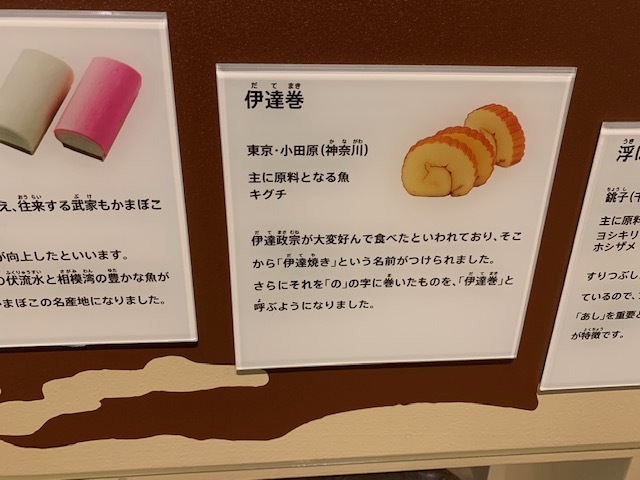 え、往来する武家もかまぼこ
が向上したといいます。
の伏流水と相模湾の豊かな魚が
まぼこの名産地になりました。
伊達巻
東京・小田原(神奈川)
主に原料となる魚
キグチ
伊達政宗が大変好んで食べたといわれており、そこ
から「伊達焼き」という名前がつけられました。
さらにそれを「の」の字に巻いたものを、「伊達巻」と
呼ぶようになりました。
浮
銚子(千
主に原料
ヨシキリ
ホシザメ
すりつぶし
ているので、
「あし」を重要と
が特徴です。